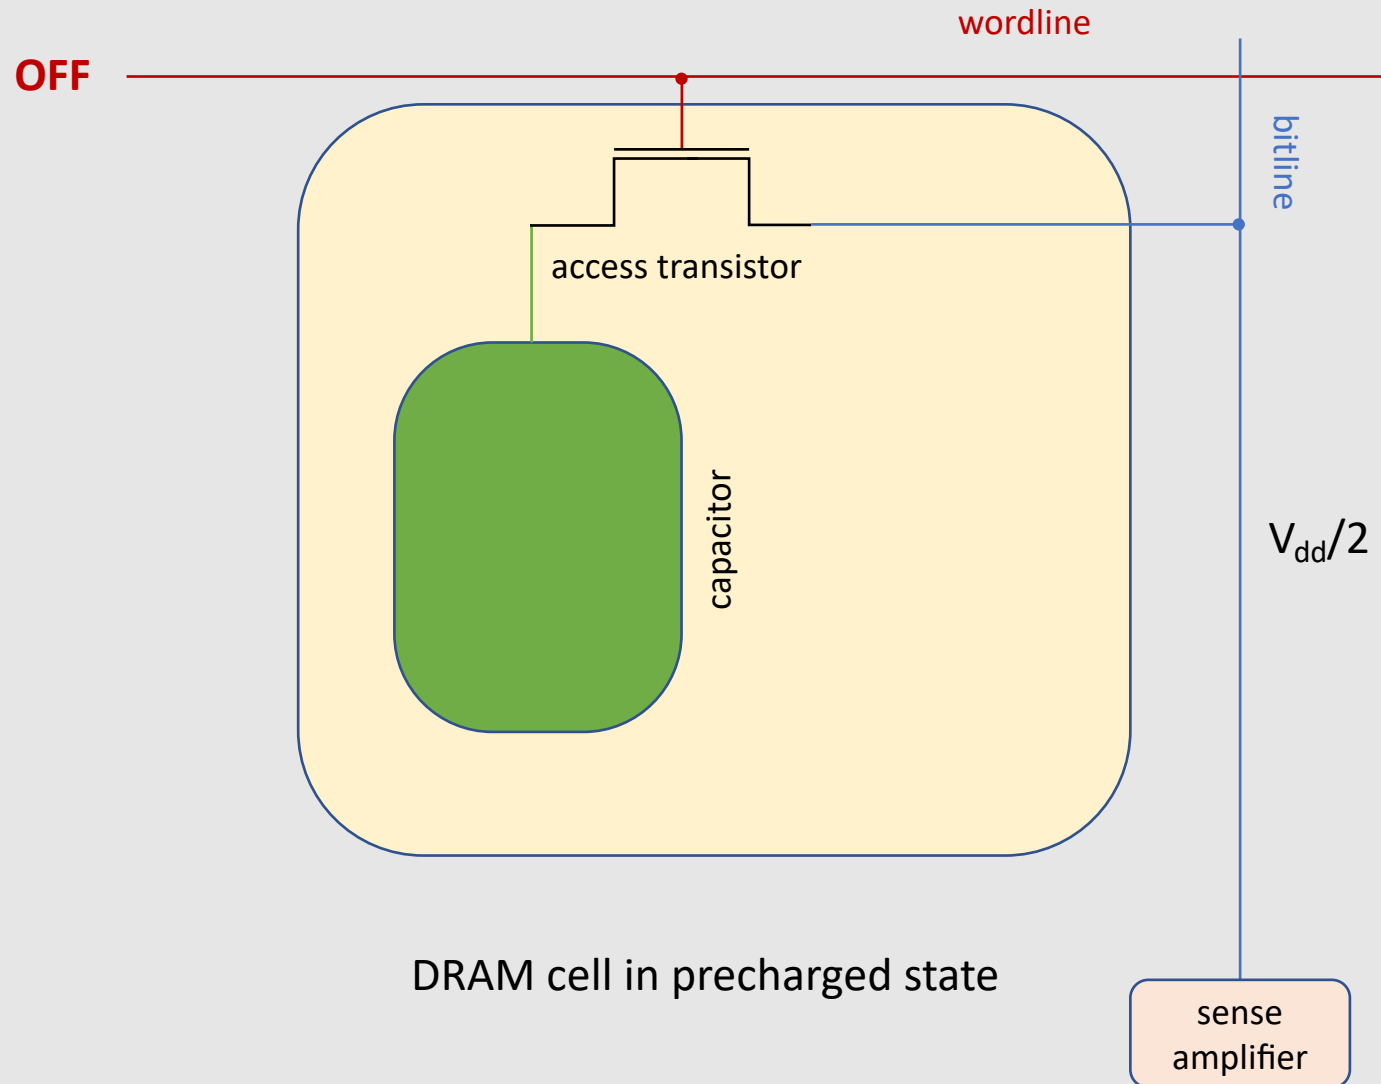 wordline
OFF
bitline
access transistor
capacitor
Vdd/2
DRAM cell in precharged state
sense
amplifier